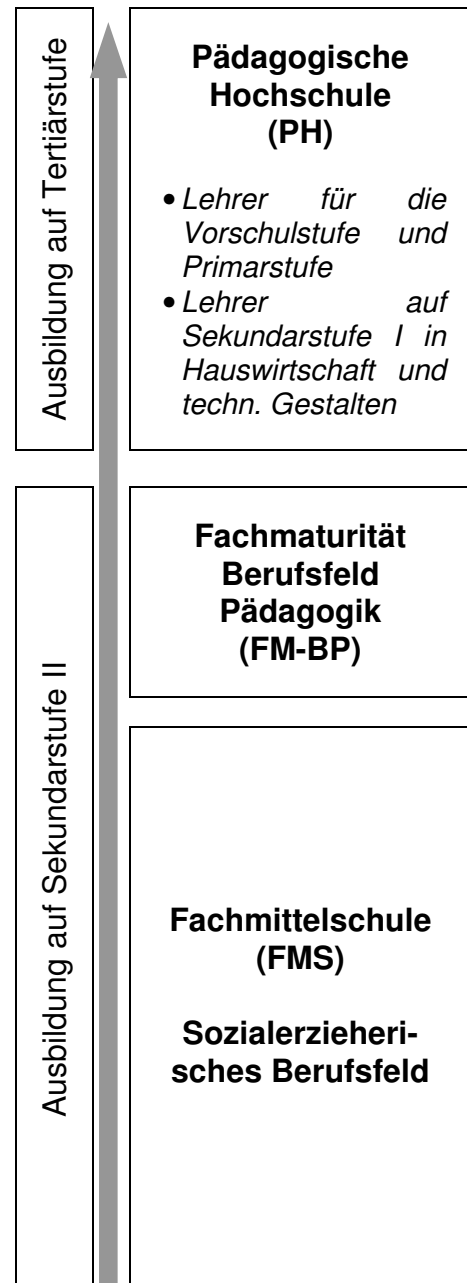 Ausbildung auf Tertiärstufe
Pädagogische
Hochschule
(PH)
• Lehrer für die
Vorschulstufe und
Primarstufe
• Lehrer auf
Sekundarstufe I in
Hauswirtschaft und
techn. Gestalten
Ausbildung auf Sekundarstufe II
Fachmaturität
Berufsfeld
Pädagogik
(FM-BP)
Fachmittelschule
(FMS)
Sozialerzieheri-
sches Berufsfeld